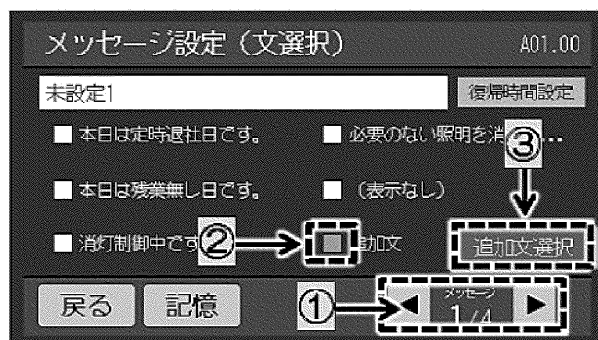 メッセージ設定（文選択） A01.00
未設定1 復帰時間設定
本日は定時退社日です。 必要のない照明を消 ...
③
本日は残業無し日です。 （表示なし）
消灯制御中です ② 加文 追加文選択
戻る 記憶 ① ◀ メッセージ 1/4 ▶